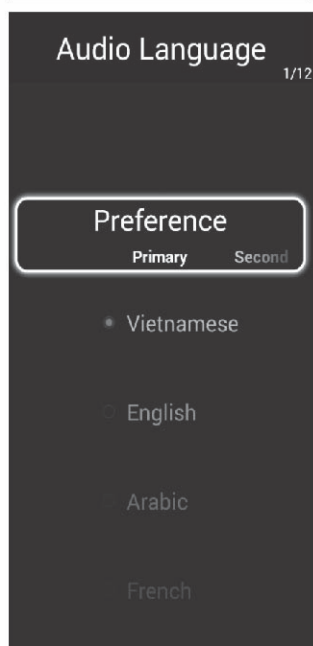 Audio Language
1/12
Preference
Primary Second
Vietnamese
English
Arabic
French